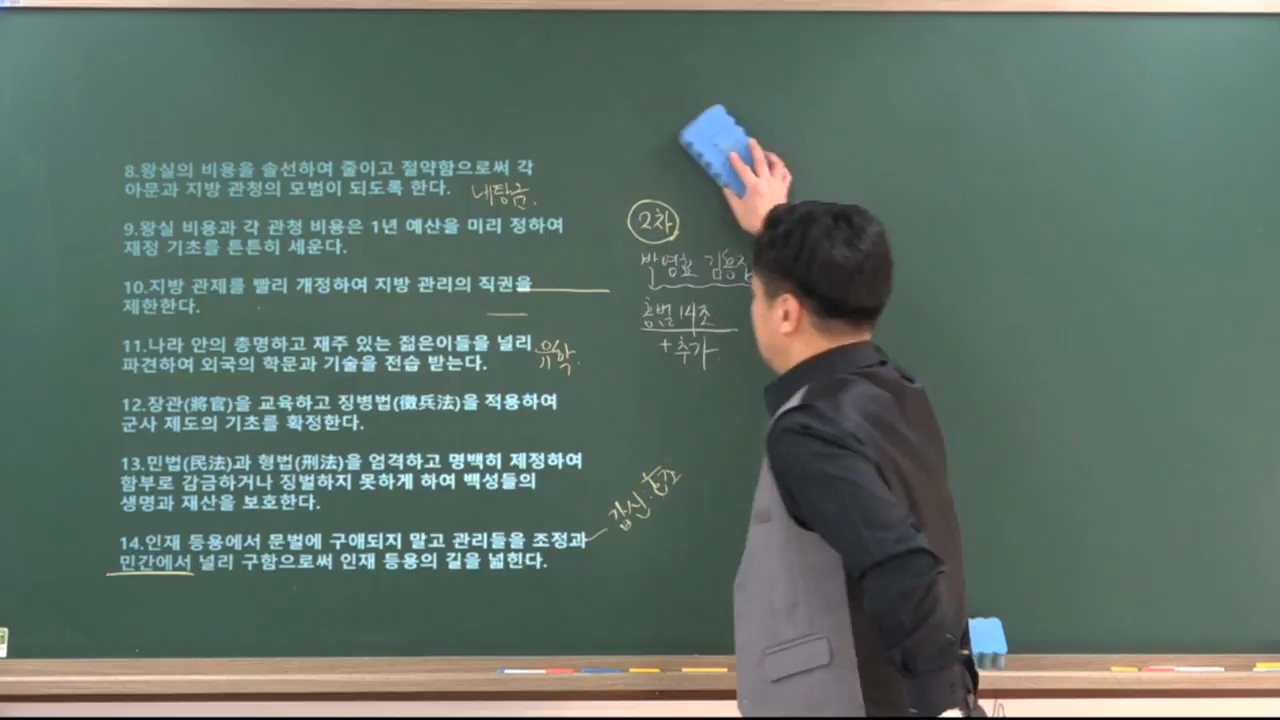 8.왕실의 비용을 솔선하여 줄이고 절약함으로써 각
아문과 지방 관청의 모범이 되도록 한다.
내탕금.
9.왕실 비용과 각 관청 비용은 1년 예산을 미리 정하여
재정 기초를 튼튼히 세운다.
10.지방 관제를 빨리 개정하여 지방 관리의 직권을
제한한다.
11.나라 안의 총명하고 재주 있는 젊은이들을 널리
파견하여 외국의 학문과 기술을 전습 받는다.
유학.
12.장관(將官)을 교육하고 징병법(徵兵法)을 적용하여
군사 제도의 기초를 확정한다.
13.민법(民法)과 형법(刑法)을 엄격하고 명백히 제정하여
함부로 감금하거나 징벌하지 못하게 하여 백성들의
생명과 재산을 보호한다.
14.인재 등용에서 문벌에 구애되지 말고 관리들을 조정과
민간에서 널리 구함으로써 인재 등용의 길을 넓힌다.
갑신.
2차
박영효 김홍집
홍범 14조
+추가.